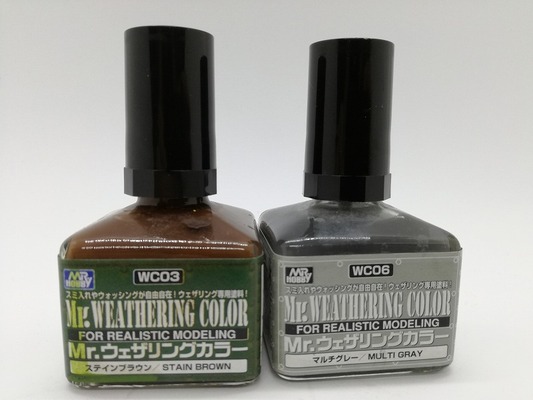 MR
HOBBY
WC03
スミ入れやウォッシングが自由自在!ウェザリング専用塗料!
Mr. WEATHERING COLOR
FOR REALISTIC MODELING
Mr.ウェザリングカラー
ステインブラウン/STAIN BROWN
MR
HOBBY
WC06
スミ入れやウォッシングが自由自在!ウェザリング専用塗料!
Mr. WEATHERING COLOR
FOR REALISTIC MODELING
Mr.ウェザリングカラー
マルチグレー/MULTI GRAY